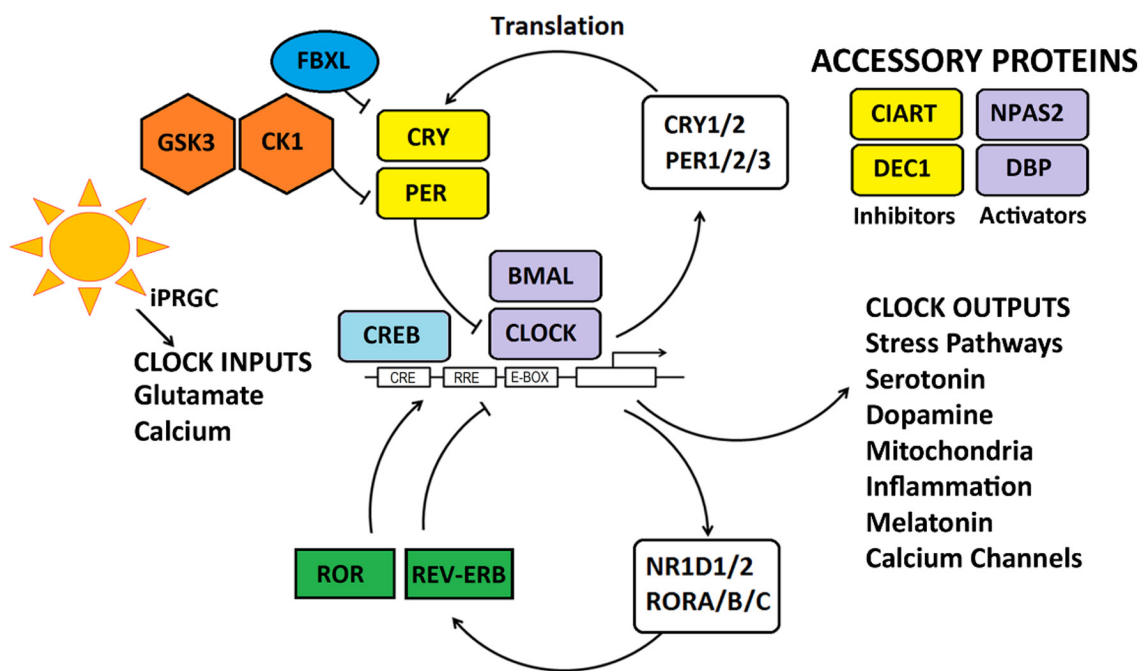 Translation
FBXL
GSK3
CK1
CRY
PER
CRY1/2
PER1/2/3
ACCESSORY PROTEINS
CIART
NPAS2
DEC1
DBP
Inhibitors
Activators
iPRGC
CLOCK INPUTS
Glutamate
Calcium
BMAL
CLOCK
CREB
CRE
RRE
E-BOX
CLOCK OUTPUTS
Stress Pathways
Serotonin
Dopamine
Mitochondria
Inflammation
Melatonin
Calcium Channels
ROR
REV-ERB
NR1D1/2
RORA/B/C